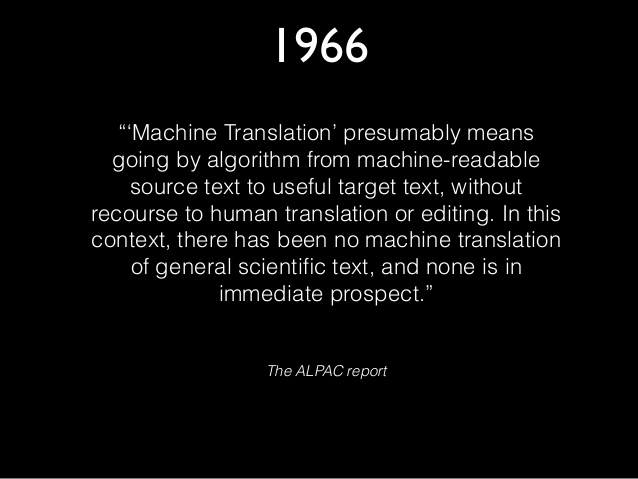 1966
“‘Machine Translation’ presumably means
going by algorithm from machine-readable
source text to useful target text, without
recourse to human translation or editing. In this
context, there has been no machine translation
of general scientific text, and none is in
immediate prospect.”
The ALPAC report